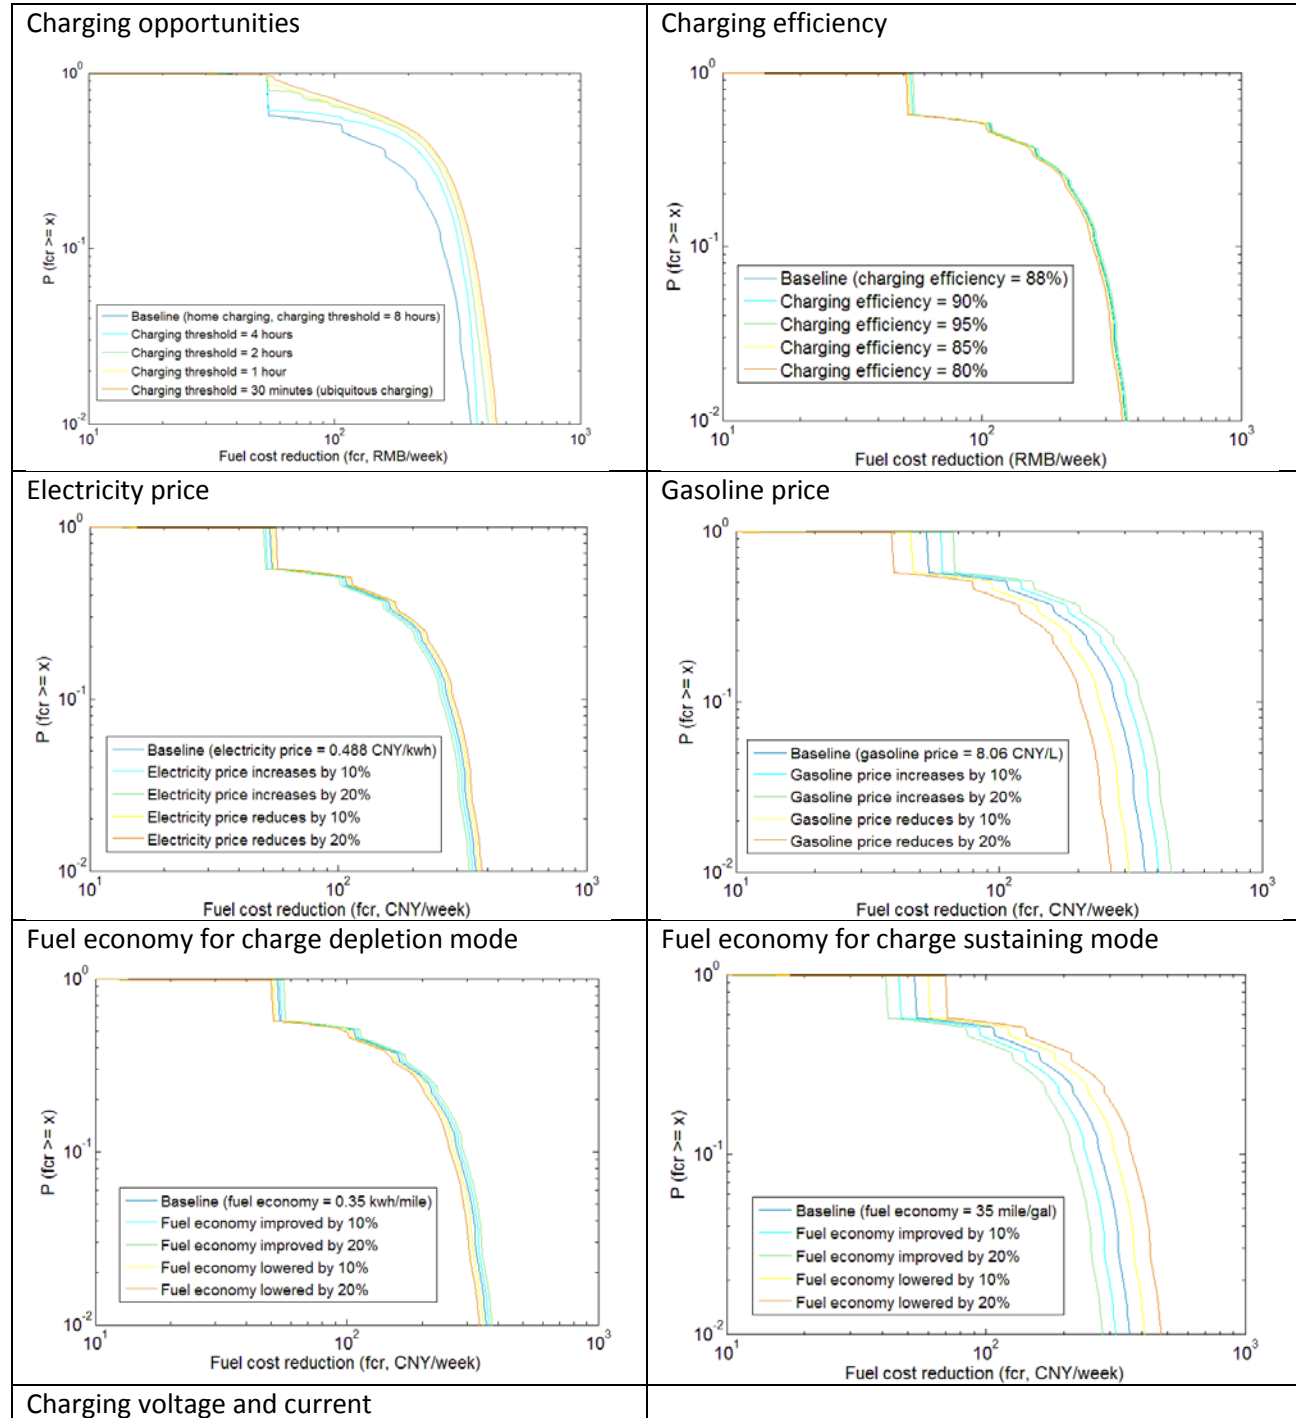 Charging opportunities
10^0
10^-1
10^-2
P (fcr >= x)
Baseline (home charging, charging threshold = 8 hours)
Charging threshold = 4 hours
Charging threshold = 2 hours
Charging threshold = 1 hour
Charging threshold = 30 minutes (ubiquitous charging)
10^1
10^2
10^3
Fuel cost reduction (fcr, RMB/week)
Charging efficiency
10^0
10^-1
10^-2
P (fcr >= x)
Baseline (charging efficiency = 88%)
Charging efficiency = 90%
Charging efficiency = 95%
Charging efficiency = 85%
Charging efficiency = 80%
10^1
10^2
10^3
Fuel cost reduction (RMB/week)
Electricity price
10^0
10^-1
10^-2
P (fcr >= x)
Baseline (electricity price = 0.488 CNY/kwh)
Electricity price increases by 10%
Electricity price increases by 20%
Electricity price reduces by 10%
Electricity price reduces by 20%
10^1
10^2
10^3
Fuel cost reduction (fcr, CNY/week)
Gasoline price
10^0
10^-1
10^-2
P (fcr >= x)
Baseline (gasoline price = 8.06 CNY/L)
Gasoline price increases by 10%
Gasoline price increases by 20%
Gasoline price reduces by 10%
Gasoline price reduces by 20%
10^1
10^2
10^3
Fuel cost reduction (fcr, CNY/week)
Fuel economy for charge depletion mode
10^0
10^-1
10^-2
P (fcr >= x)
Baseline (fuel economy = 0.35 kwh/mile)
Fuel economy improved by 10%
Fuel economy improved by 20%
Fuel economy lowered by 10%
Fuel economy lowered by 20%
10^1
10^2
10^3
Fuel cost reduction (fcr, CNY/week)
Fuel economy for charge sustaining mode
10^0
10^-1
10^-2
P (fcr >= x)
Baseline (fuel economy = 35 mile/gal)
Fuel economy improved by 10%
Fuel economy improved by 20%
Fuel economy lowered by 10%
Fuel economy lowered by 20%
10^1
10^2
10^3
Fuel cost reduction (fcr, CNY/week)
Charging voltage and current